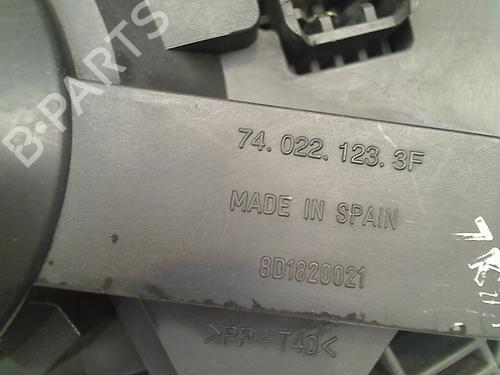 B-PARTS
74. 022. 123. 3F
MADE IN SPAIN
8D1820021
>PP-T40<